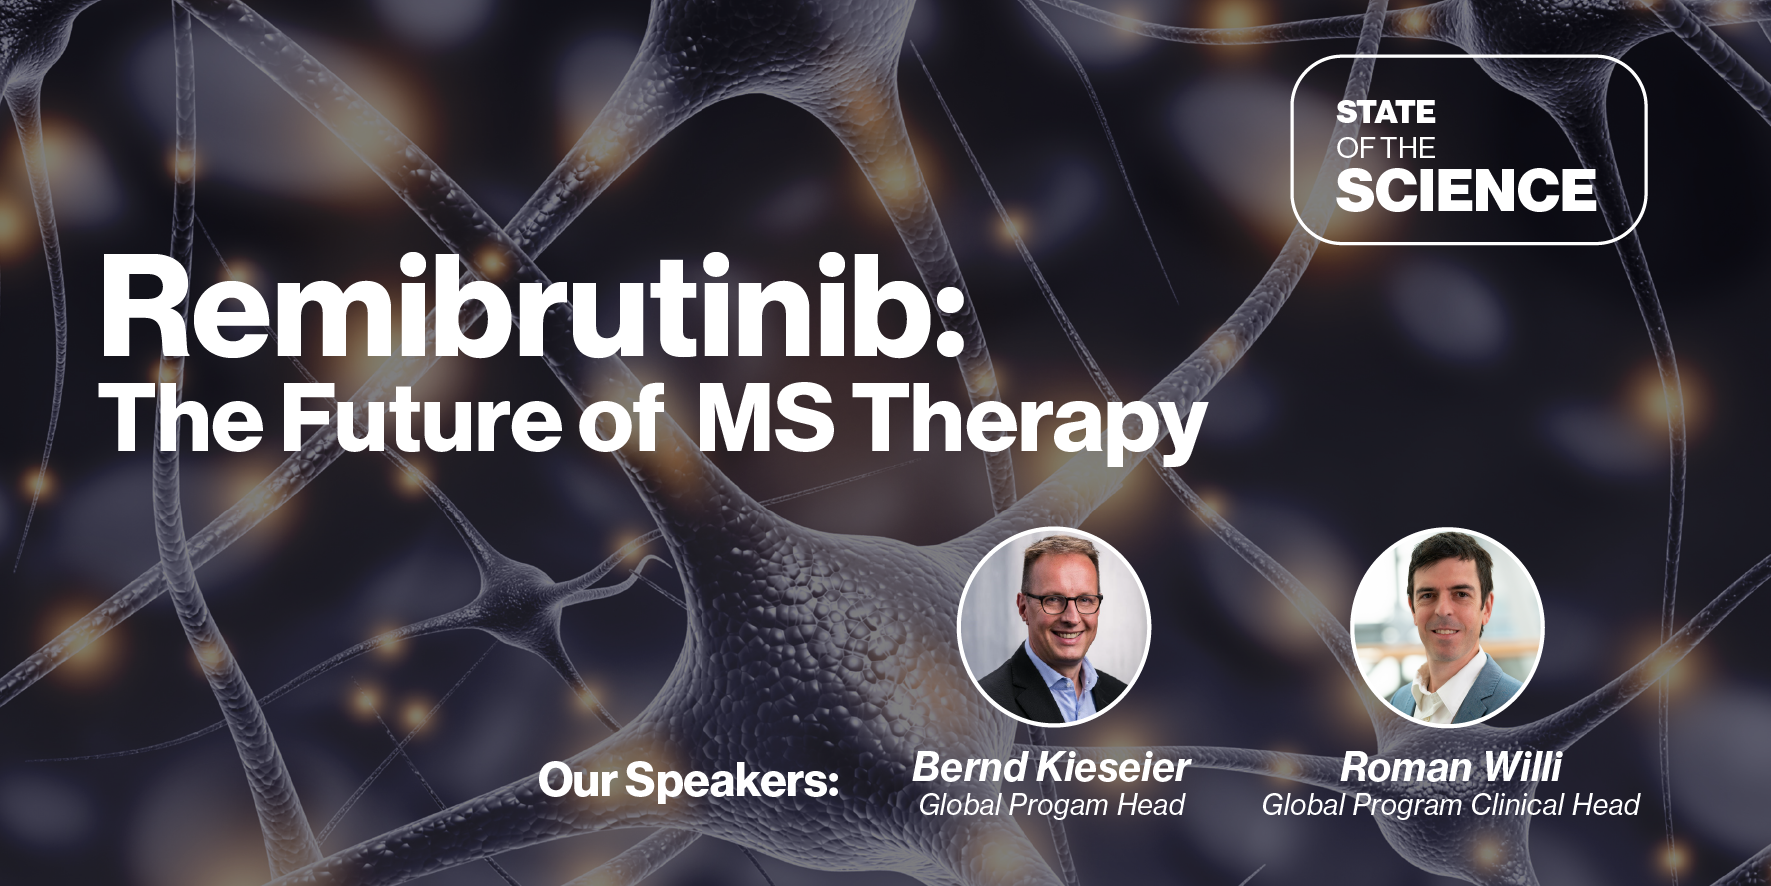 STATE
OF THE
SCIENCE
Remibrutinib:
The Future of MS Therapy
Our Speakers:
Bernd Kieseier
Global Progam Head
Roman Willi
Global Program Clinical Head